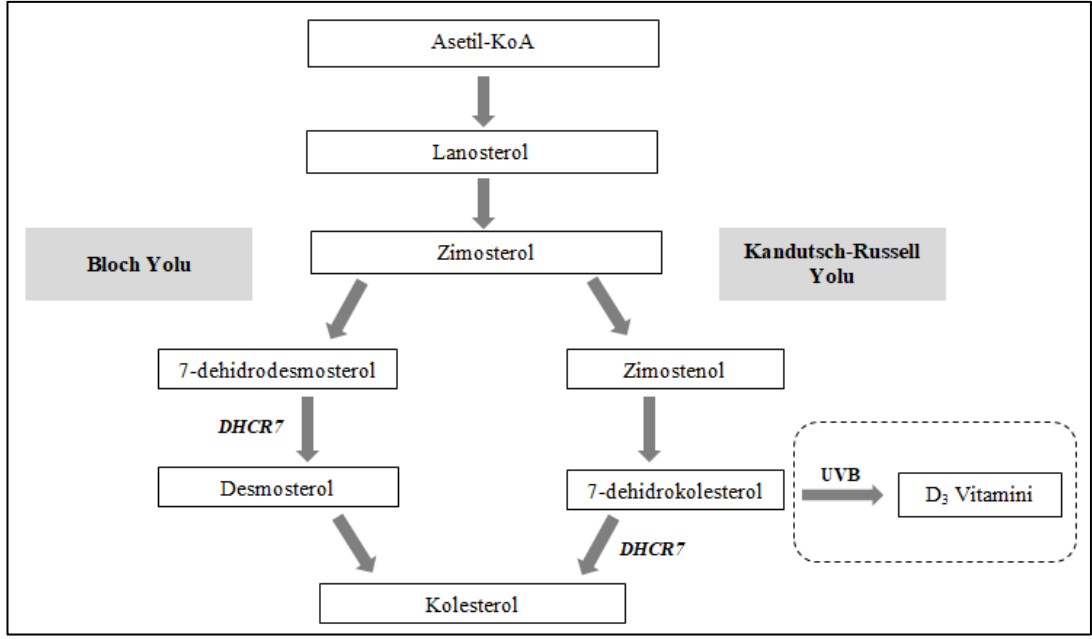 Asetil-KoA
Lanosterol
Bloch Yolu
Zimosterol
Kandutsch-Russell
Yolu
7-dehidrodesmosterol
Zimostenol
DHCR7
Desmosterol
7-dehidrokolesterol
UVB
D₃ Vitamini
DHCR7
Kolesterol